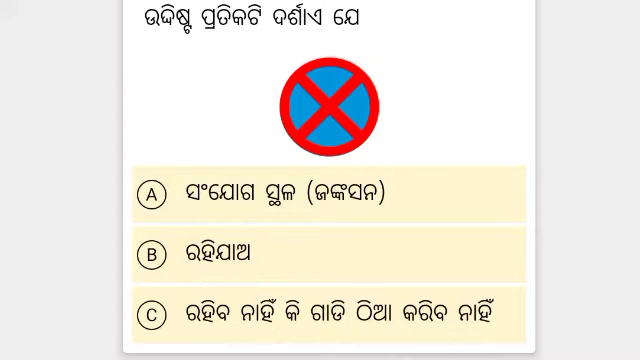 ଉଦ୍ଦିଷ୍ଟ ପ୍ରତିକଟି ଦର୍ଶାଏ ଯେ
A ସଂଯୋଗ ସ୍ଥଳ (ଜଙ୍କସନ)
B ରହିଯାଅ
C ରହିବ ନାହିଁ କି ଗାଡି ଠିଆ କରିବ ନାହିଁ